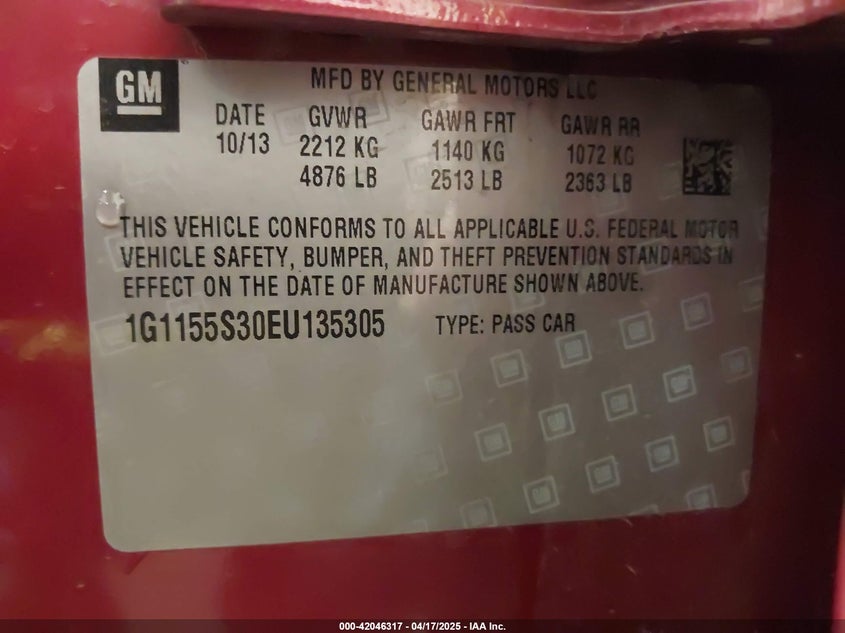 GM
MFD BY GENERAL MOTORS LLC
DATE GVWR GAWR FRT GAWR RR
10/13 2212 KG 1140 KG 1072 KG
4876 LB 2513 LB 2363 LB
THIS VEHICLE CONFORMS TO ALL APPLICABLE U.S. FEDERAL MOTOR
VEHICLE SAFETY, BUMPER, AND THEFT PREVENTION STANDARDS IN
EFFECT ON THE DATE OF MANUFACTURE SHOWN ABOVE.
1G1155S30EU135305 TYPE: PASS CAR
000-42046317 - 04/17/2025 - IAA Inc.